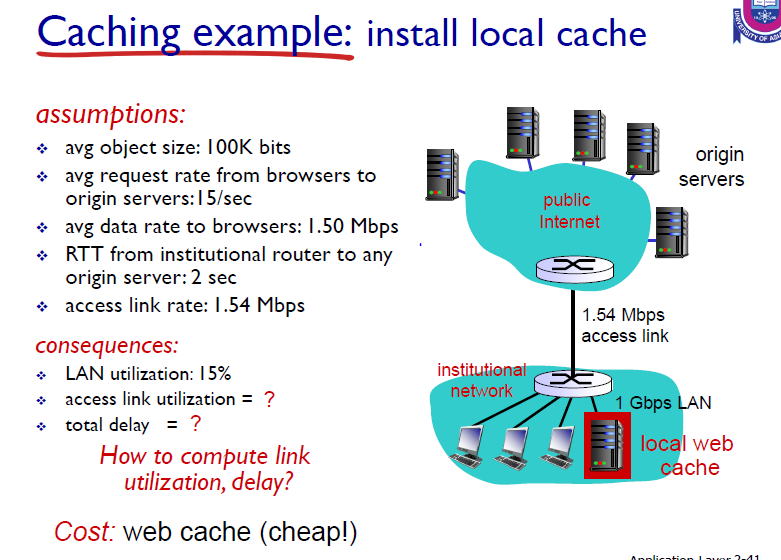 Caching example: install local cache
UNIVERSITY OF ASIA
assumptions:
avg object size: 100K bits
avg request rate from browsers to
origin servers:15/sec
avg data rate to browsers: 1.50 Mbps
RTT from institutional router to any
origin server: 2 sec
access link rate: 1.54 Mbps
consequences:
LAN utilization: 15%
access link utilization = ?
total delay = ?
How to compute link
utilization, delay?
Cost: web cache (cheap!)
origin
servers
public
Internet
1.54 Mbps
access link
institutional
network
1 Gbps LAN
local web
cache
Application Layer 2-41